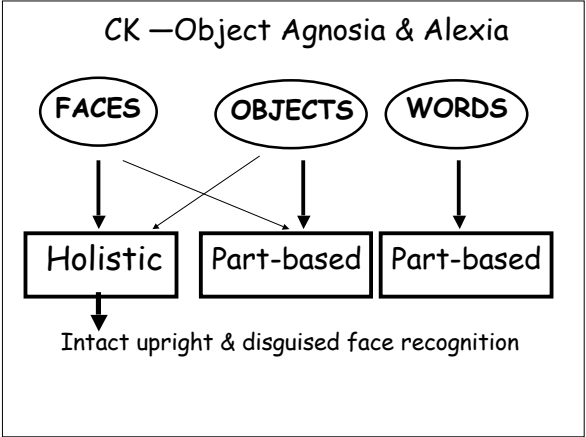 CK —Object Agnosia & Alexia
FACES OBJECTS WORDS
Holistic Part-based Part-based
Intact upright & disguised face recognition